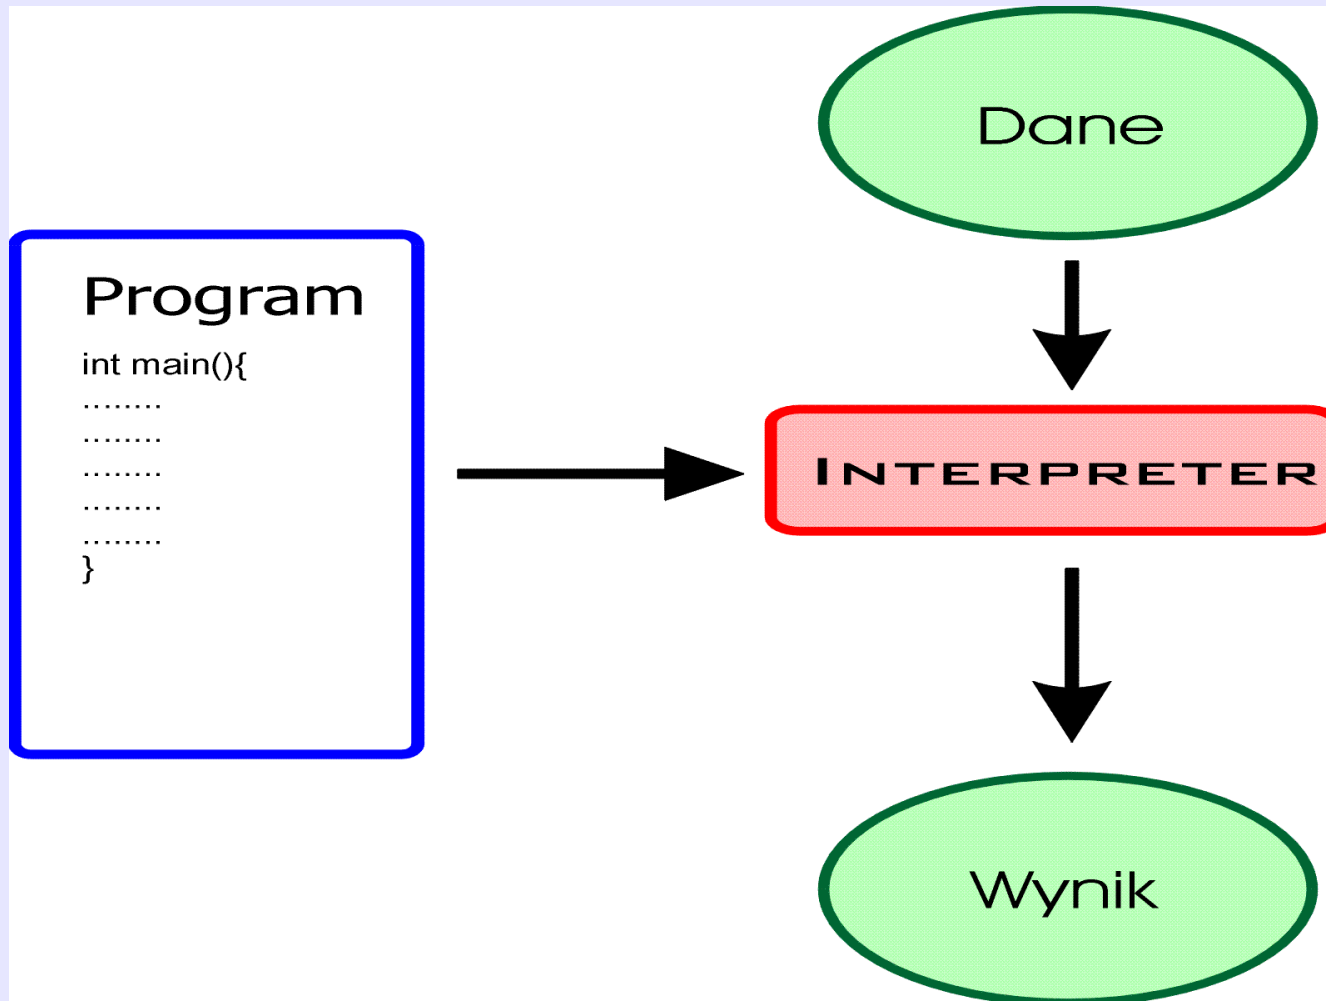 Dane
Program
int main(){
........
........
........
........
........
}
INTERPRETER
Wynik